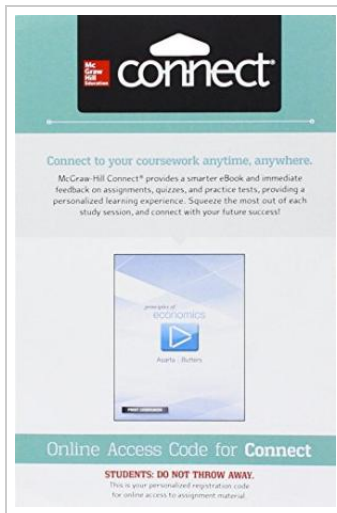 Mc
Graw
Hill
Education
connect®
Connect to your coursework anytime, anywhere.
McGraw-Hill Connect® provides a smarter eBook and immediate
feedback on assignments, quizzes, and practice tests, providing a
personalized learning experience. Squeeze the most out of each
study session, and connect with your future success!
principles of
economics
Asarta - Butters
PRINT COMPANION
Online Access Code for Connect
STUDENTS: DO NOT THROW AWAY.
This is your personalized registration code
for online access to assignment material.